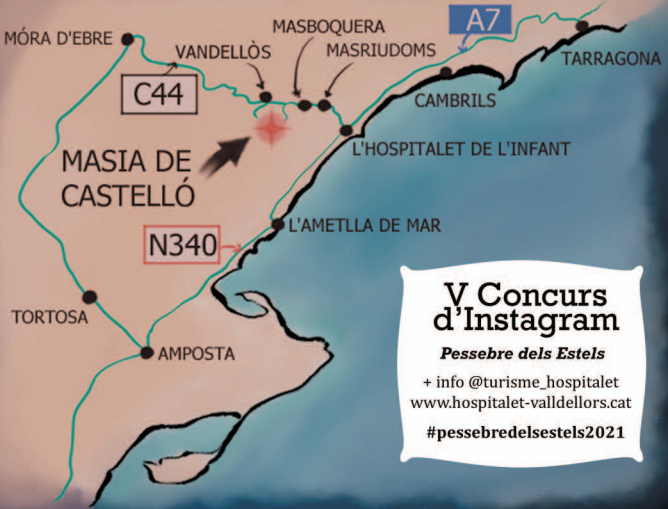 A7
MASBOQUERA
MÓRA D'EBRE
VANDELLÒS
MASRIUDOMS
TARRAGONA
C44
CAMBRILS
L'HOSPITALET DE L'INFANT
MASIA DE
CASTELLÓ
L'AMETLLA DE MAR
N340
TORTOSA
AMPOSTA
V Concurs
d'Instagram
Pessebre dels Estels
+ info @turisme_hospitalet
www.hospitalet-valldellors.cat
#pessebredelsestels2021